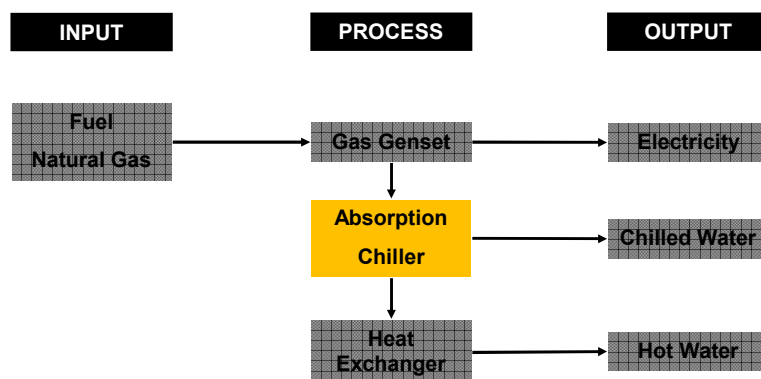 INPUT
PROCESS
OUTPUT
Fuel
Natural Gas
Gas Genset
Electricity
Absorption
Chiller
Chilled Water
Heat
Exchanger
Hot Water